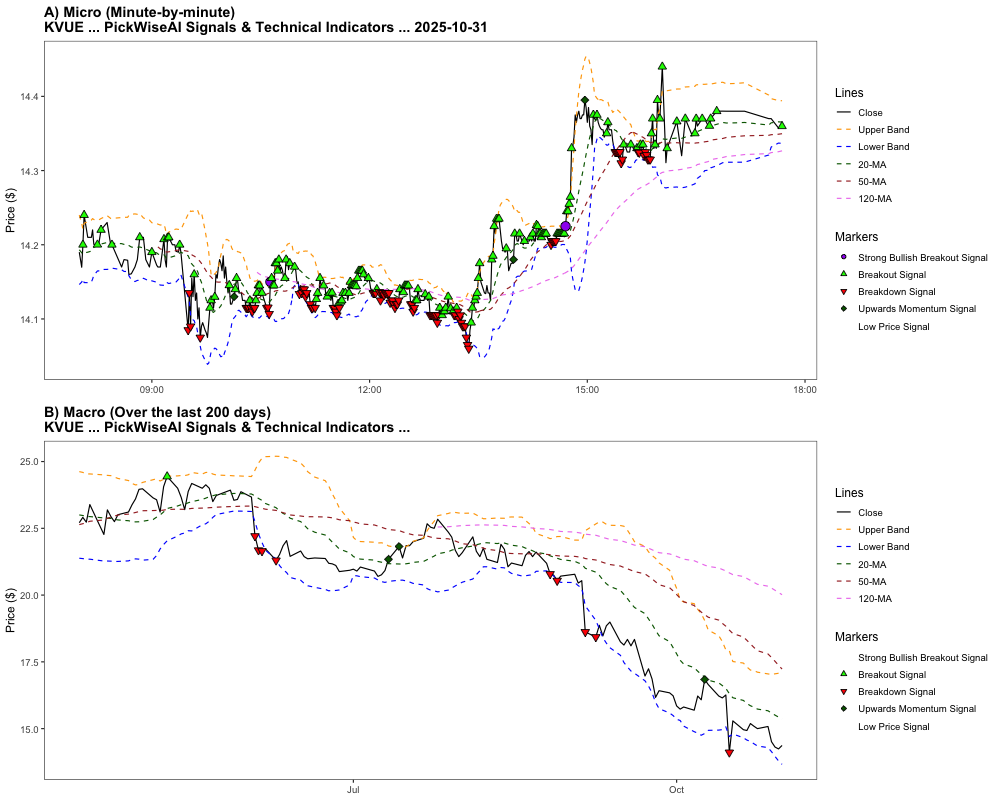 A) Micro (Minute-by-minute)
KVUE ... PickWiseAI Signals & Technical Indicators ... 2025-10-31
Price ($)
14.4
14.3
14.2
14.1
09:00
12:00
15:00
18:00
Lines
Close
Upper Band
Lower Band
20-MA
50-MA
120-MA
Markers
Strong Bullish Breakout Signal
Breakout Signal
Breakdown Signal
Upwards Momentum Signal
Low Price Signal
B) Macro (Over the last 200 days)
KVUE ... PickWiseAI Signals & Technical Indicators ...
Price ($)
25.0
22.5
20.0
17.5
15.0
Jul
Oct
Lines
Close
Upper Band
Lower Band
20-MA
50-MA
120-MA
Markers
Strong Bullish Breakout Signal
Breakout Signal
Breakdown Signal
Upwards Momentum Signal
Low Price Signal